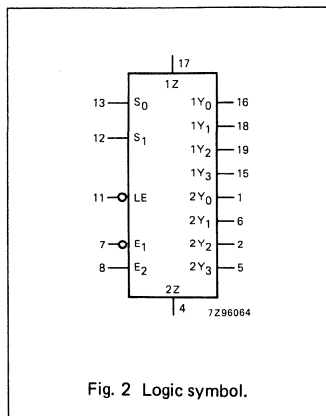 17
1Z
13 S0 1Y0 16
1Y1 18
12 S1
1Y2 19
1Y3 15
11 LE 2Y0 1
2Y1 6
7 E1 2Y2 2
8 E2 2Y3 5
2Z
4
7Z96064
Fig. 2 Logic symbol.